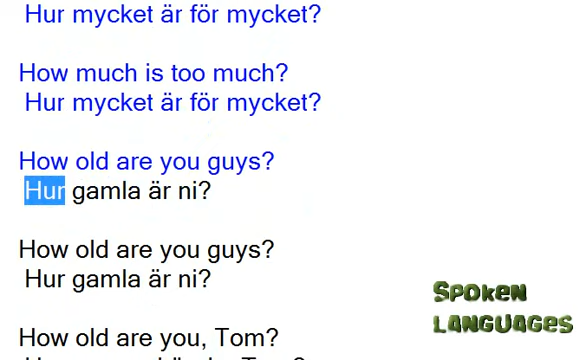 Hur mycket är för mycket?
How much is too much?
Hur mycket är för mycket?
How old are you guys?
Hur gamla är ni?
How old are you guys?
Hur gamla är ni?
How old are you, Tom?
Spoken
Languages